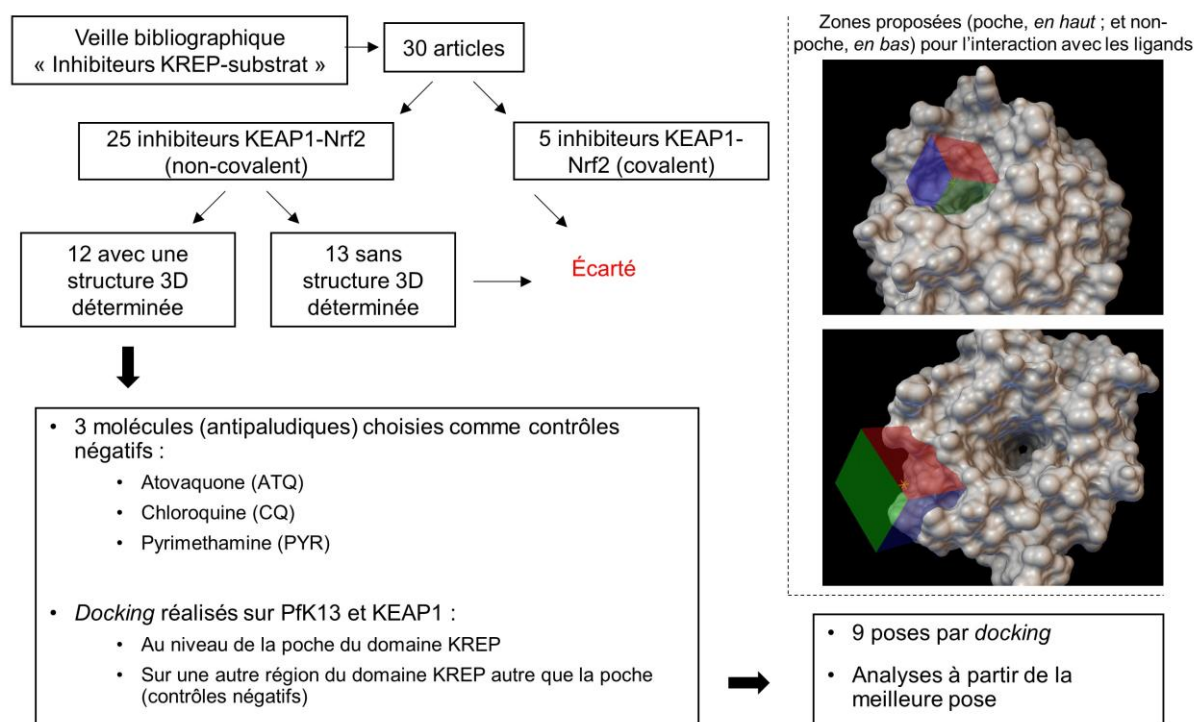 Veille bibliographique
« Inhibiteurs KREP-substrat »
30 articles
25 inhibiteurs KEAP1-Nrf2
(non-covalent)
5 inhibiteurs KEAP1-
Nrf2 (covalent)
12 avec une
structure 3D
déterminée
13 sans
structure 3D
déterminée
Écarté
• 3 molécules (antipaludiques) choisies comme contrôles
négatifs :
• Atovaquone (ATQ)
• Chloroquine (CQ)
• Pyrimethamine (PYR)
• Docking réalisés sur PfK13 et KEAP1 :
• Au niveau de la poche du domaine KREP
• Sur une autre région du domaine KREP autre que la poche
(contrôles négatifs)
Zones proposées (poche, en haut ; et non-
poche, en bas) pour l’interaction avec les ligands
• 9 poses par docking
• Analyses à partir de la
meilleure pose